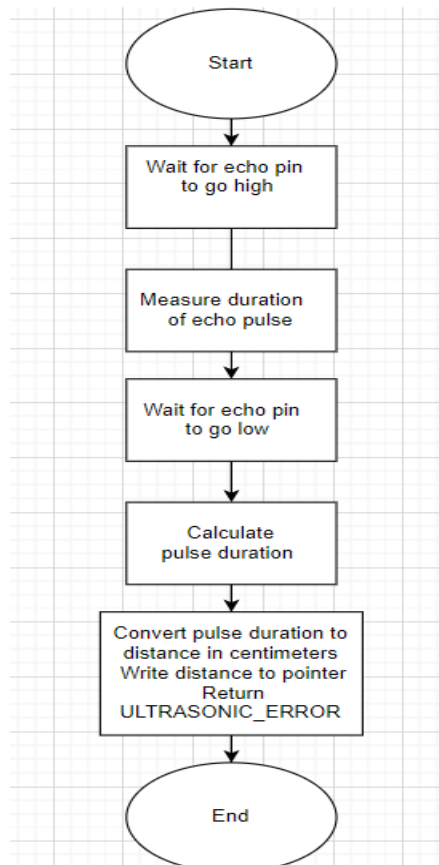 Start
Wait for echo pin
to go high
Measure duration
of echo pulse
Wait for echo pin
to go low
Calculate
pulse duration
Convert pulse duration to
distance in centimeters
Write distance to pointer
Return
ULTRASONIC_ERROR
End